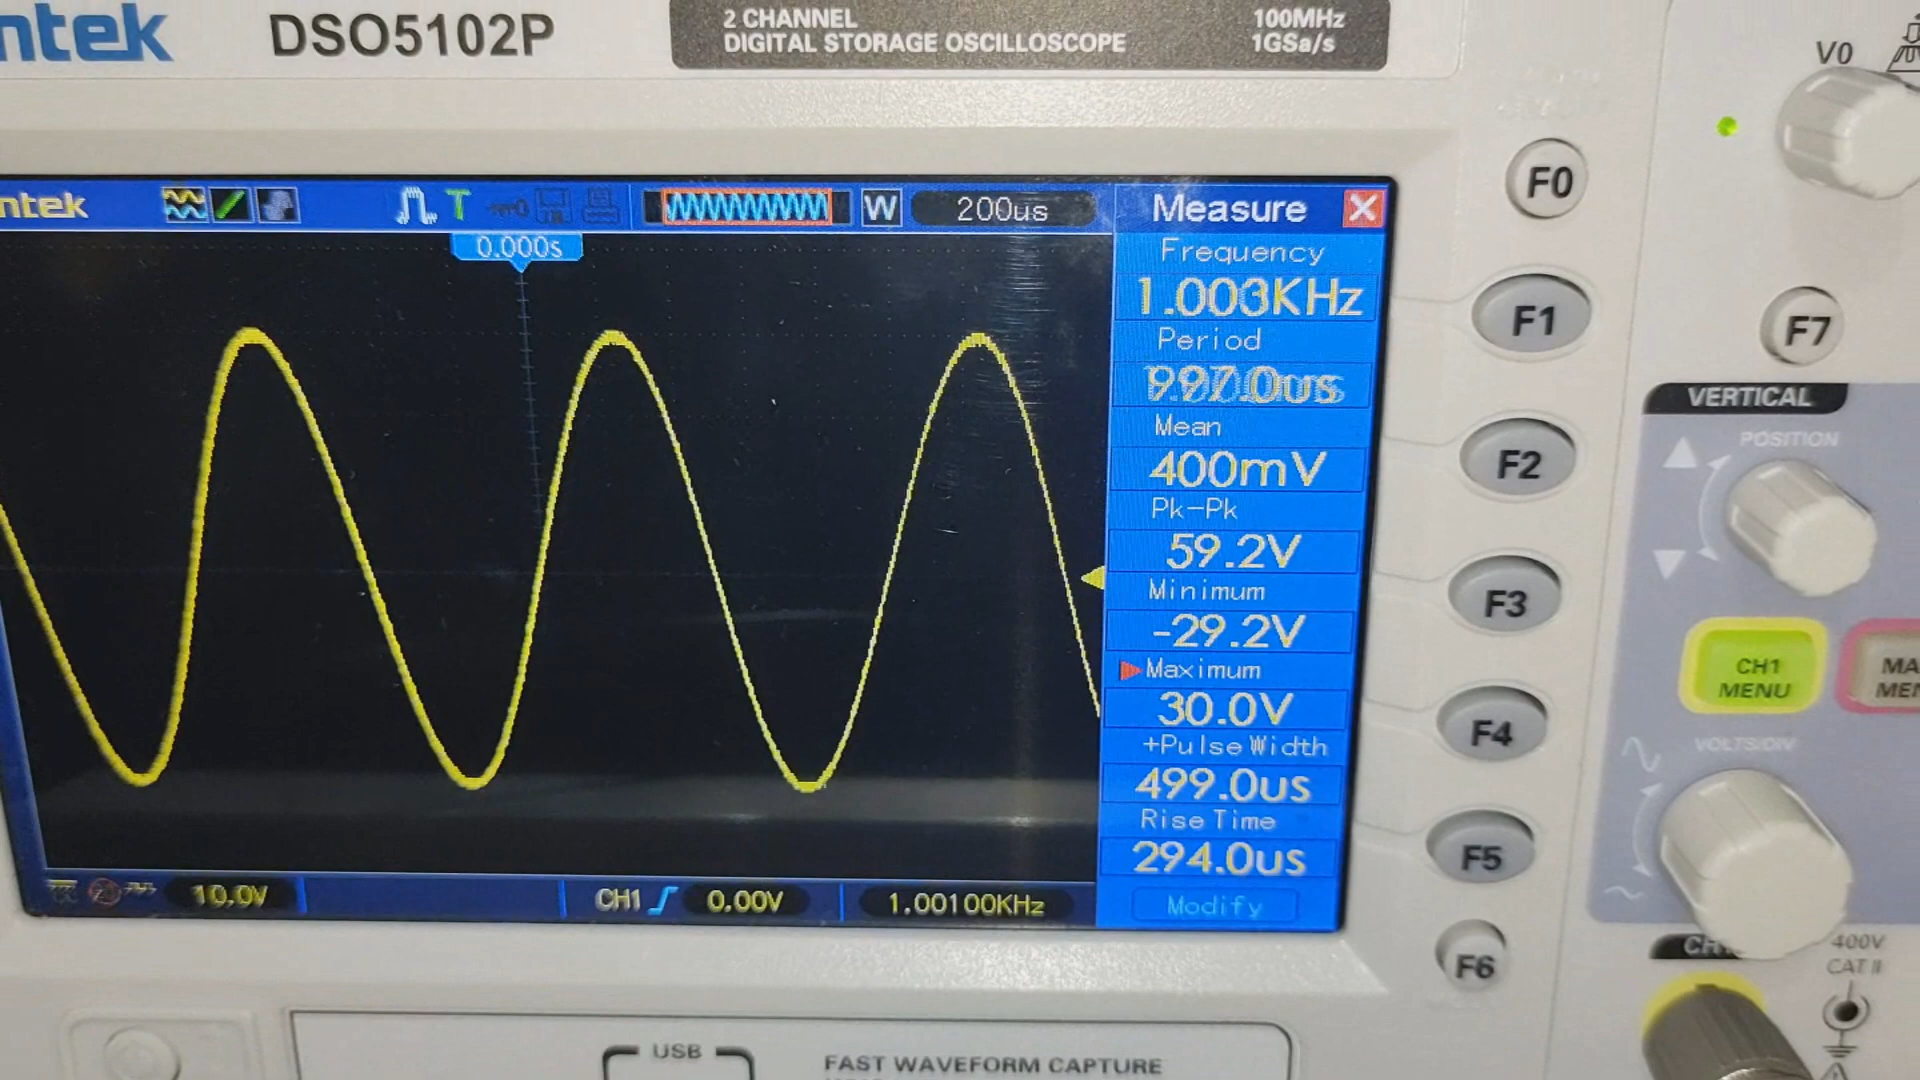 ntek DSO5102P
2 CHANNEL
DIGITAL STORAGE OSCILLOSCOPE
100MHz
1GSa/s
V0
F0
ntek
T
W
200us
Measure
0.000s
Frequency
1.003KHz
F1
Period
997.0us
F7
Mean
400mV
F2
VERTICAL
POSITION
Pk-Pk
59.2V
Minimum
-29.2V
F3
Maximum
30.0V
CH1
MENU
MA
MEN
F4
+Pulse Width
499.0us
VOLTS/DIV
Rise Time
294.0us
F5
10.0V
CH1
0.00V
1.00100KHz
Modify
F6
400V
CAT II
USB
FAST WAVEFORM CAPTURE